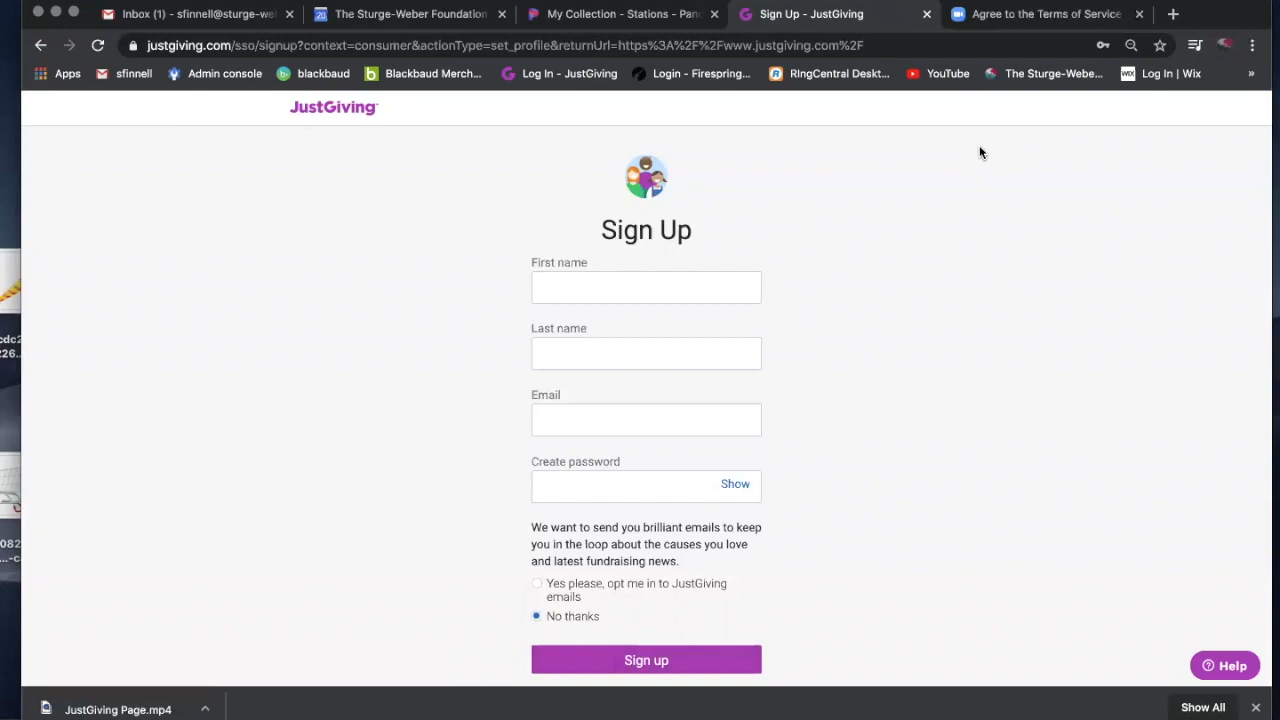 Inbox (1) - sfinnell@sturge-we
The Sturge-Weber Foundation
My Collection - Stations - Pan
Sign Up - JustGiving
Agree to the Terms of Service
justgiving.com/sso/signup?context=consumer&actionType=set_profile&returnUrl=https%3A%2F%2Fwww.justgiving.com%2F
Apps
sfinnell
Admin console
blackbaud
Blackbaud Merch...
Log In - JustGiving
Login - Firespring...
RIngCentral Deskt...
YouTube
The Sturge-Webe...
Log In | Wix
»
JustGiving
Sign Up
First name
Last name
Email
Create password
Show
We want to send you brilliant emails to keep
you in the loop about the causes you love
and latest fundraising news.
Yes please, opt me in to JustGiving
emails
No thanks
Sign up
Help
JustGiving Page.mp4
Show All